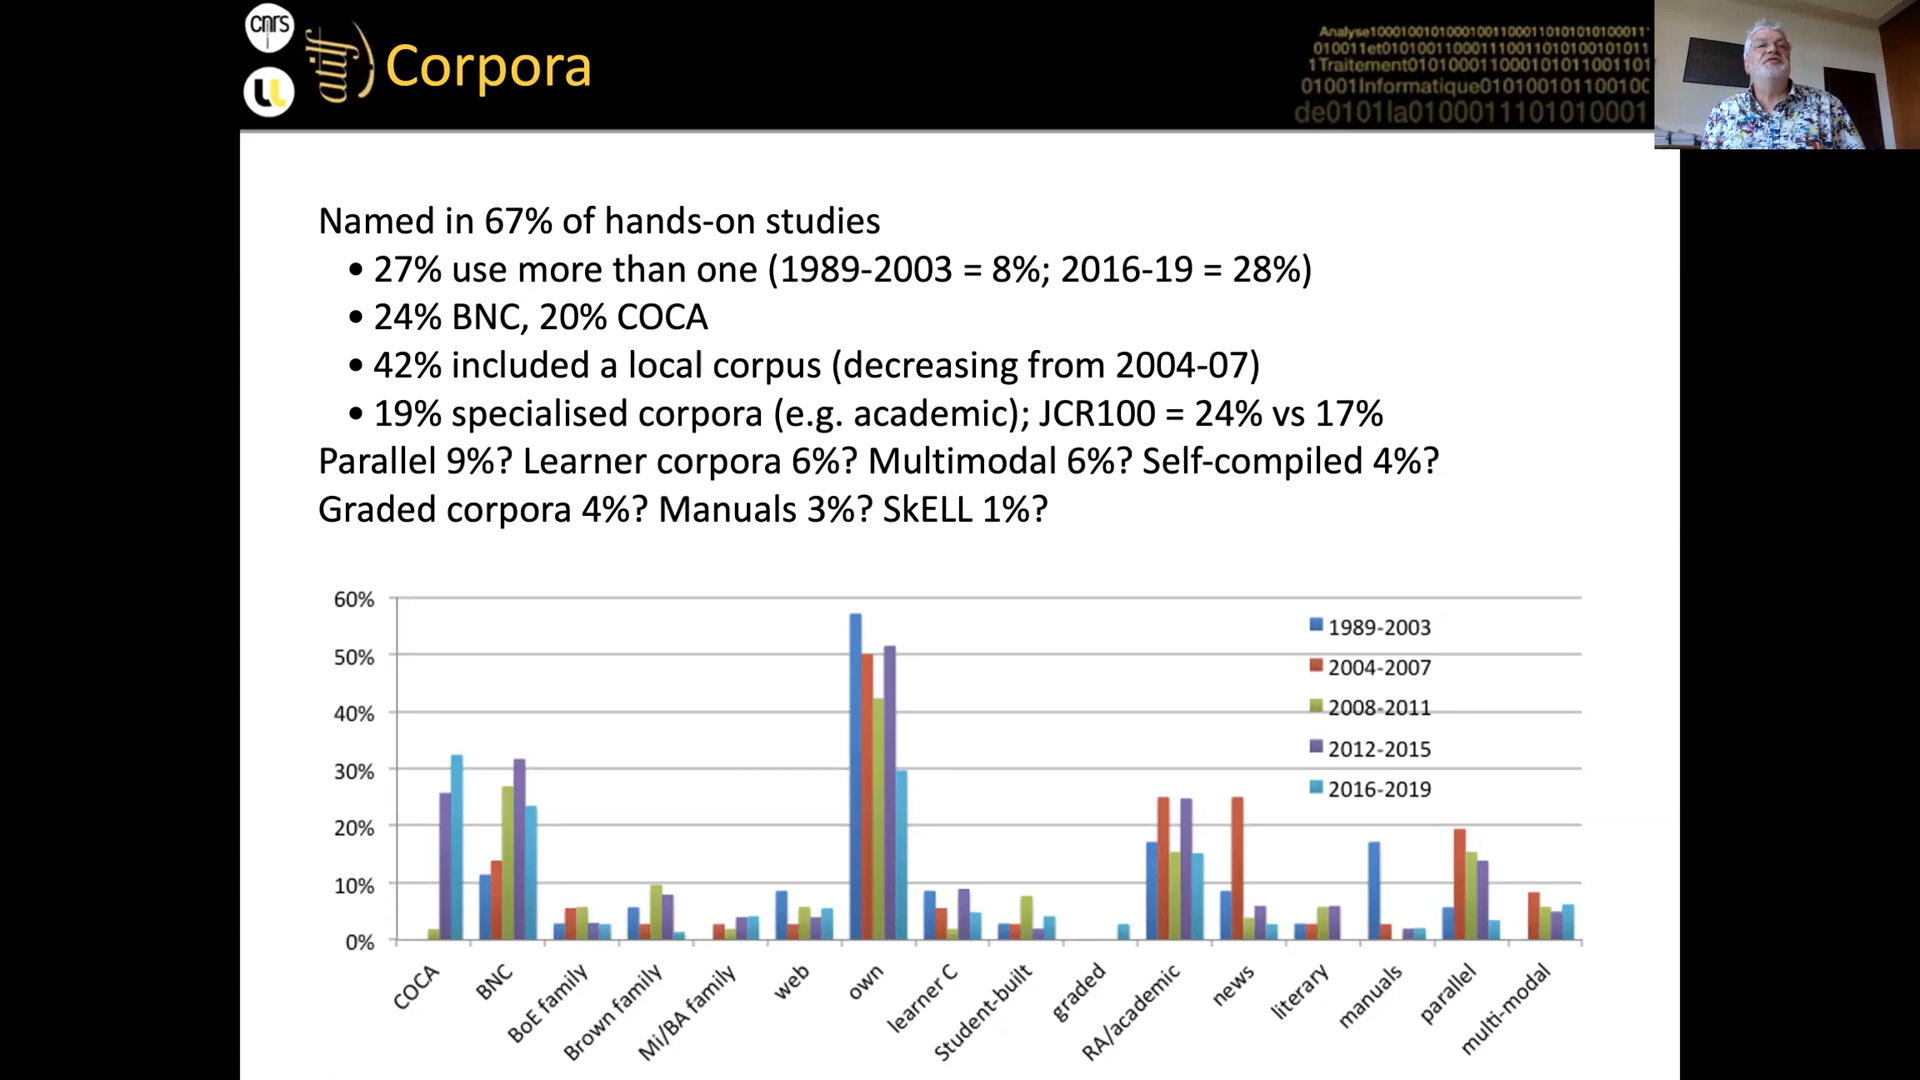 cnrs
atilf
Corpora
Analyse100010010100010011000110101010100011
010011et01010011000111001101010010101 1
1Traitement01010001100010101100110 1
01001Informatique01010010110010
de0101la01000111010 10001
Named in 67% of hands-on studies
• 27% use more than one (1989-2003 = 8%; 2016-19 = 28%)
• 24% BNC, 20% COCA
• 42% included a local corpus (decreasing from 2004-07)
• 19% specialised corpora (e.g. academic); JCR100 = 24% vs 17%
Parallel 9%? Learner corpora 6%? Multimodal 6%? Self-compiled 4%?
Graded corpora 4%? Manuals 3%? SkELL 1%?
60%
50%
40%
30%
20%
10%
0%
1989-2003
2004-2007
2008-2011
2012-2015
2016-2019
COCA
BNC
BoE family
Brown family
Mi/BA family
web
own
learner C
Student-built
graded
RA/academic
news
literary
manuals
parallel
multi-modal